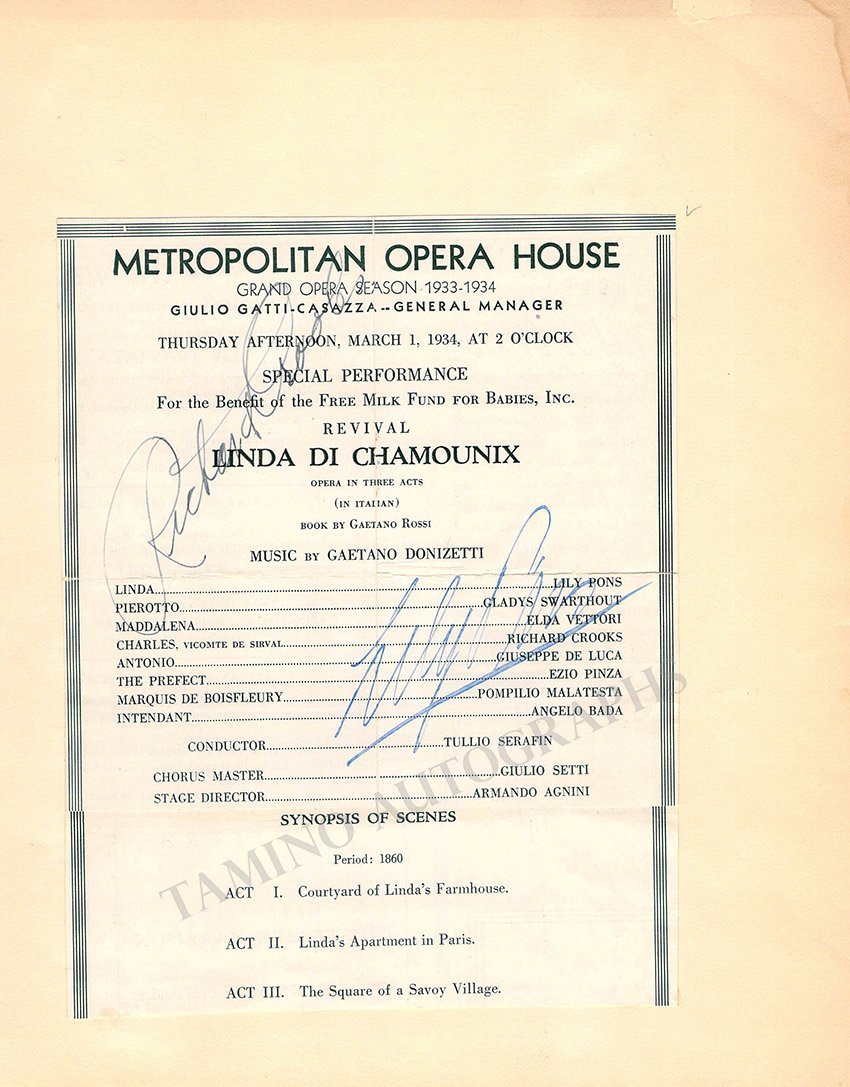 METROPOLITAN OPERA HOUSE
GRAND OPERA SEASON 1933-1934
GIULIO GATTI-CASAZZA--GENERAL MANAGER
THURSDAY AFTERNOON, MARCH 1, 1934, AT 2 O'CLOCK
SPECIAL PERFORMANCE
For the Benefit of the FREE MILK FUND FOR BABIES, INC.
REVIVAL
LINDA DI CHAMOUNIX
OPERA IN THREE ACTS
(IN ITALIAN)
BOOK BY GAETANO ROSSI
MUSIC BY GAETANO DONIZETTI
Richard Crooks
LINDA LILY PONS
PIEROTTO GLADYS SWARTHOUT
MADDALENA ELDA VETTORI
CHARLES, VICOMTE DE SIRVAL RICHARD CROOKS
ANTONIO GIUSEPPE DE LUCA
THE PREFECT EZIO PINZA
MARQUIS DE BOISFLEURY POMPILIO MALATESTA
INTENDANT ANGELO BADA
Lily Pons
CONDUCTOR TULLIO SERAFIN
CHORUS MASTER GIULIO SETTI
STAGE DIRECTOR ARMANDO AGNINI
SYNOPSIS OF SCENES
Period: 1860
ACT I. Courtyard of Linda's Farmhouse.
ACT II. Linda's Apartment in Paris.
ACT III. The Square of a Savoy Village.
TAMINO AUTOGRAPHS